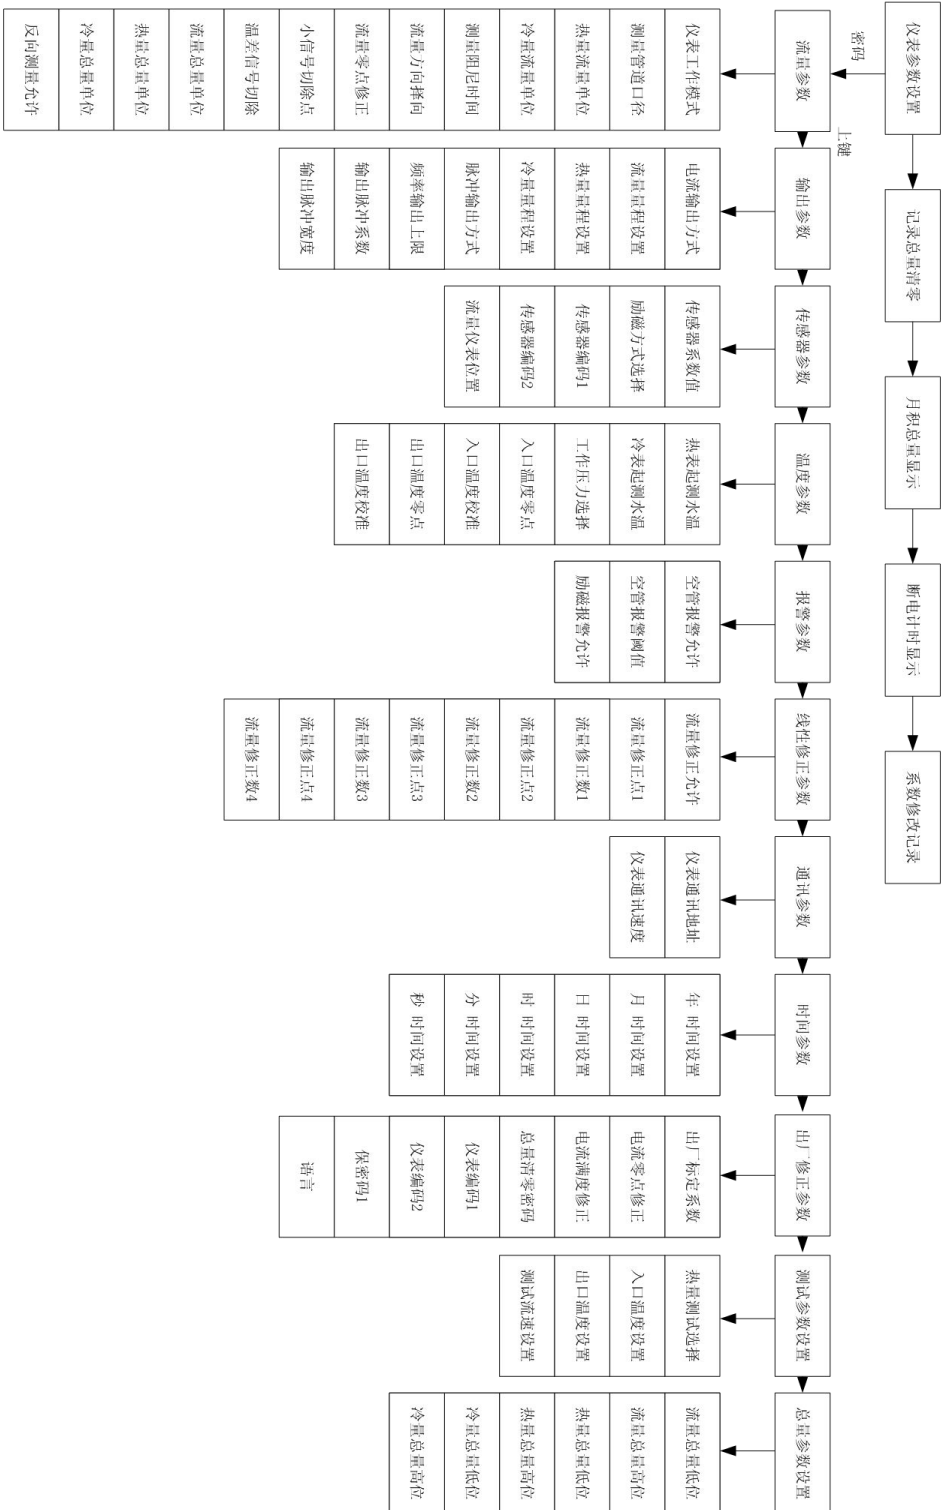 仪表参数设置
记录总量清零
月积总量显示
断电计时显示
系数修改记录
密码
上键
流量参数
仪表工作模式
测量管道口径
热量流量单位
冷量流量单位
测量阻尼时间
流量方向择向
流量零点修正
小信号切除点
温差信号切除
流量总量单位
热量总量单位
冷量总量单位
反向测量允许
输出参数
电流输出方式
流量量程设置
热量量程设置
冷量量程设置
脉冲输出方式
频率输出上限
输出脉冲系数
输出脉冲宽度
传感器参数
传感器系数值
励磁方式选择
传感器编码1
传感器编码2
流量仪表位置
温度参数
热表起测水温
冷表起测水温
工作压力选择
入口温度零点
入口温度校准
出口温度零点
出口温度校准
报警参数
空管报警允许
空管报警阈值
励磁报警允许
线性修正参数
流量修正允许
流量修正点1
流量修正数1
流量修正点2
流量修正数2
流量修正点3
流量修正数3
流量修正点4
流量修正数4
通讯参数
仪表通讯地址
仪表通讯速度
时间参数
年 时间设置
月 时间设置
日 时间设置
时 时间设置
分 时间设置
秒 时间设置
出厂修正参数
出厂标定系数
电流零点修正
电流满度修正
总量清零密码
仪表编码1
仪表编码2
保密码1
语言
测试参数设置
热量测试选择
入口温度设置
出口温度设置
测试流速设置
总量参数设置
流量总量低位
流量总量高位
热量总量低位
热量总量高位
冷量总量低位
冷量总量高位